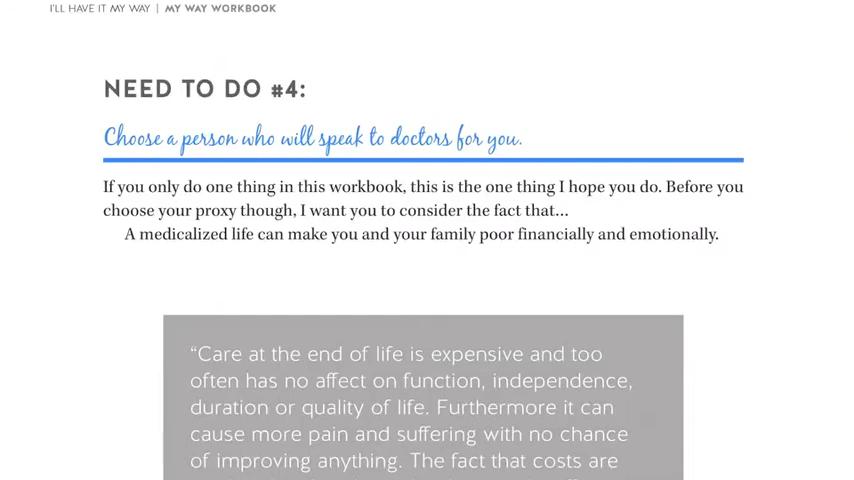 I'LL HAVE IT MY WAY | MY WAY WORKBOOK
NEED TO DO #4:
Choose a person who will speak to doctors for you.
If you only do one thing in this workbook, this is the one thing I hope you do. Before you
choose your proxy though, I want you to consider the fact that...
A medicalized life can make you and your family poor financially and emotionally.
“Care at the end of life is expensive and too
often has no affect on function, independence,
duration or quality of life. Furthermore it can
cause more pain and suffering with no chance
of improving anything. The fact that costs are